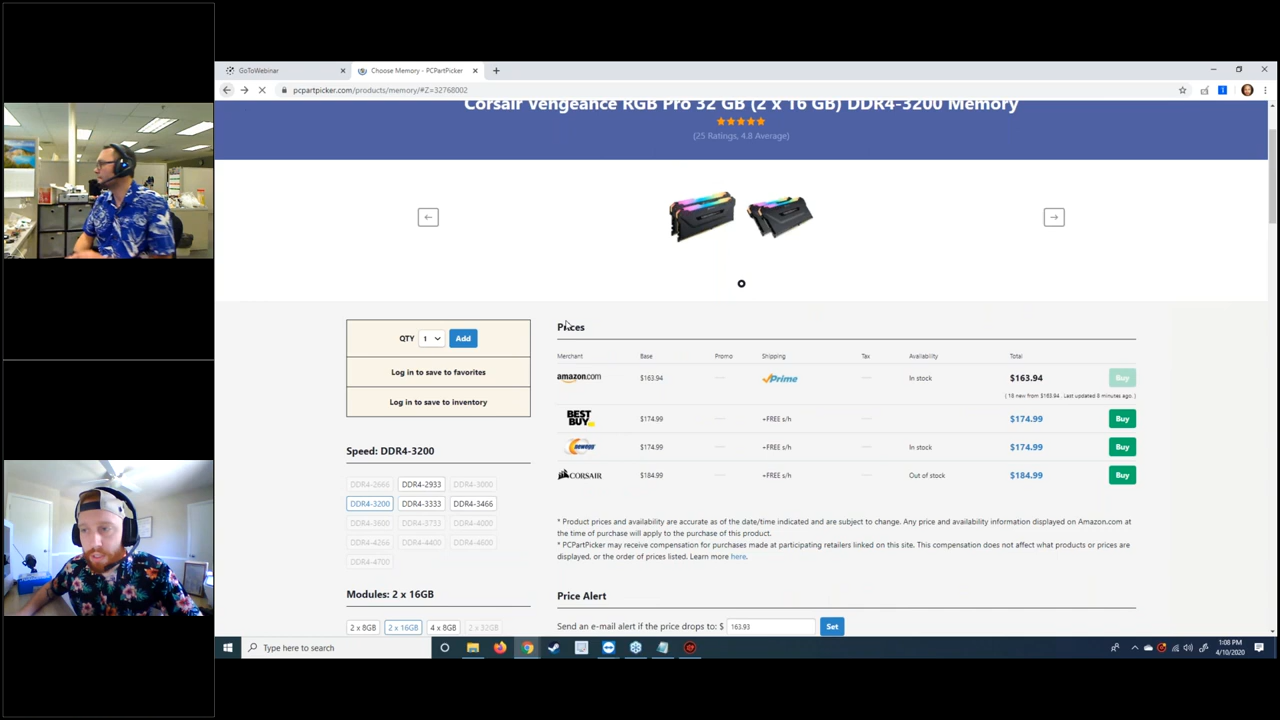 GoToWebinar
Choose Memory - PCPartPicker
pcpartpicker.com/products/memory/#Z=32768002
Corsair Vengeance RGB Pro 32 GB (2 x 16 GB) DDR4-3200 Memory
(25 Ratings, 4.8 Average)
QTY 1 Add
Log in to save to favorites
Log in to save to inventory
Speed: DDR4-3200
DDR4-2666 DDR4-2933 DDR4-3000
DDR4-3200 DDR4-3333 DDR4-3466
DDR4-3600 DDR4-3733 DDR4-4000
DDR4-4266 DDR4-4400 DDR4-4600
DDR4-4700
Modules: 2 x 16GB
2 x 8GB 2 x 16GB 4 x 8GB 2 x 32GB
Prices
Merchant Base Promo Shipping Tax Availability Total
amazon.com $163.94 Prime In stock $163.94 Buy
( 18 new from $163.94. Last updated 8 minutes ago. )
BEST BUY $174.99 +FREE s/h $174.99 Buy
newegg $174.99 +FREE s/h In stock $174.99 Buy
CORSAIR $184.99 +FREE s/h Out of stock $184.99 Buy
* Product prices and availability are accurate as of the date/time indicated and are subject to change. Any price and availability information displayed on Amazon.com at
the time of purchase will apply to the purchase of this product.
* PCPartPicker may receive compensation for purchases made at participating retailers linked on this site. This compensation does not affect what products or prices are
displayed, or the order of prices listed. Learn more here.
Price Alert
Send an e-mail alert if the price drops to: $ 163.93 Set
Type here to search
1:08 PM
4/10/2020